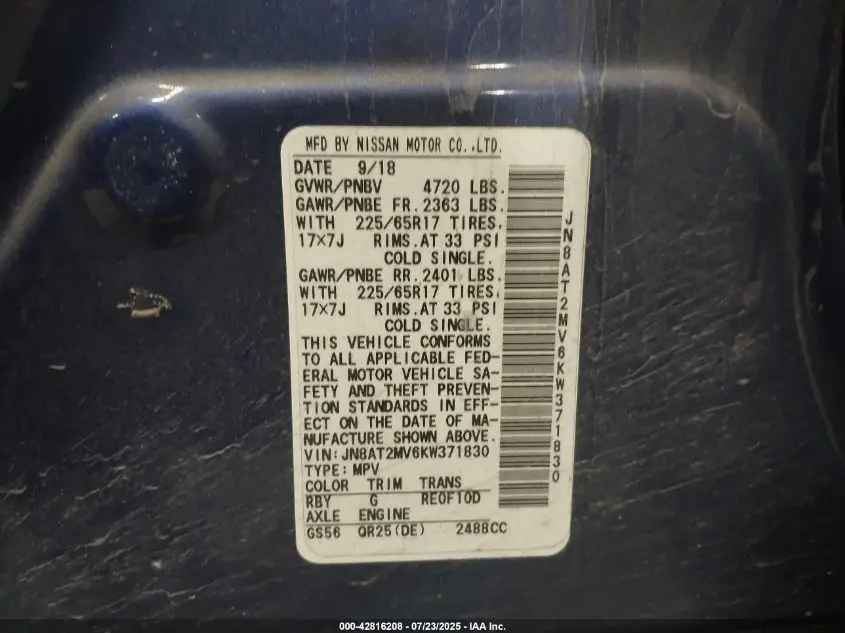 MFD BY NISSAN MOTOR CO.,LTD.
DATE 9/18
GVWR/PNBV 4720 LBS.
GAWR/PNBE FR. 2363 LBS.
WITH 225/65R17 TIRES,
17×7J RIMS.AT 33 PSI
COLD SINGLE.
GAWR/PNBE RR. 2401 LBS.
WITH 225/65R17 TIRES,
17×7J RIMS.AT 33 PSI
COLD SINGLE.
THIS VEHICLE CONFORMS
TO ALL APPLICABLE FED-
ERAL MOTOR VEHICLE SA-
FETY AND THEFT PREVEN-
TION STANDARDS IN EFF-
ECT ON THE DATE OF MA-
NUFACTURE SHOWN ABOVE.
VIN:JN8AT2MV6KW371830
TYPE:MPV
COLOR TRIM TRANS
RBY G RE0F10D
AXLE ENGINE
GS56 QR25(DE) 2488CC
JN8AT2MV6KW371830
000-42816208 - 07/23/2025 - IAA Inc.